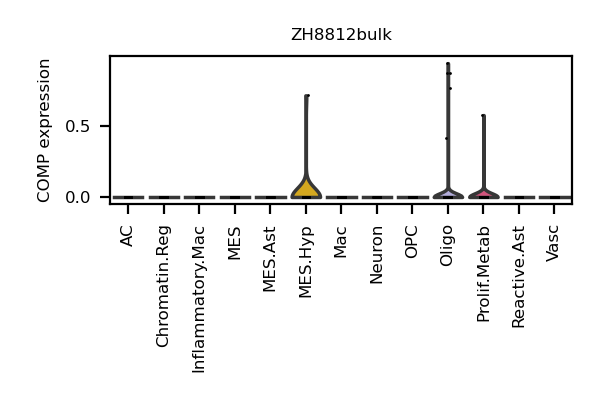 ZH8812bulk
COMP expression
0.5
0.0
AC
Chromatin.Reg
Inflammatory.Mac
MES
MES.Ast
MES.Hyp
Mac
Neuron
OPC
Oligo
Prolif.Metab
Reactive.Ast
Vasc